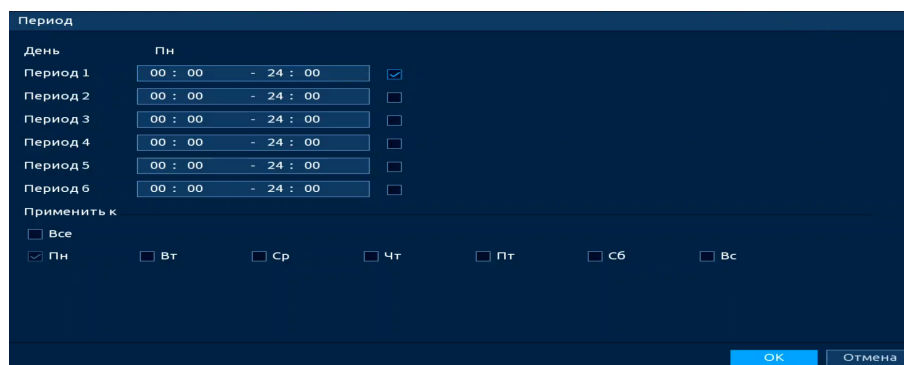 Период
День Пн
Период 1 00 : 00 - 24 : 00
Период 2 00 : 00 - 24 : 00
Период 3 00 : 00 - 24 : 00
Период 4 00 : 00 - 24 : 00
Период 5 00 : 00 - 24 : 00
Период 6 00 : 00 - 24 : 00
Применить к
Все
Пн Вт Ср Чт Пт Сб Вс
OK Отмена